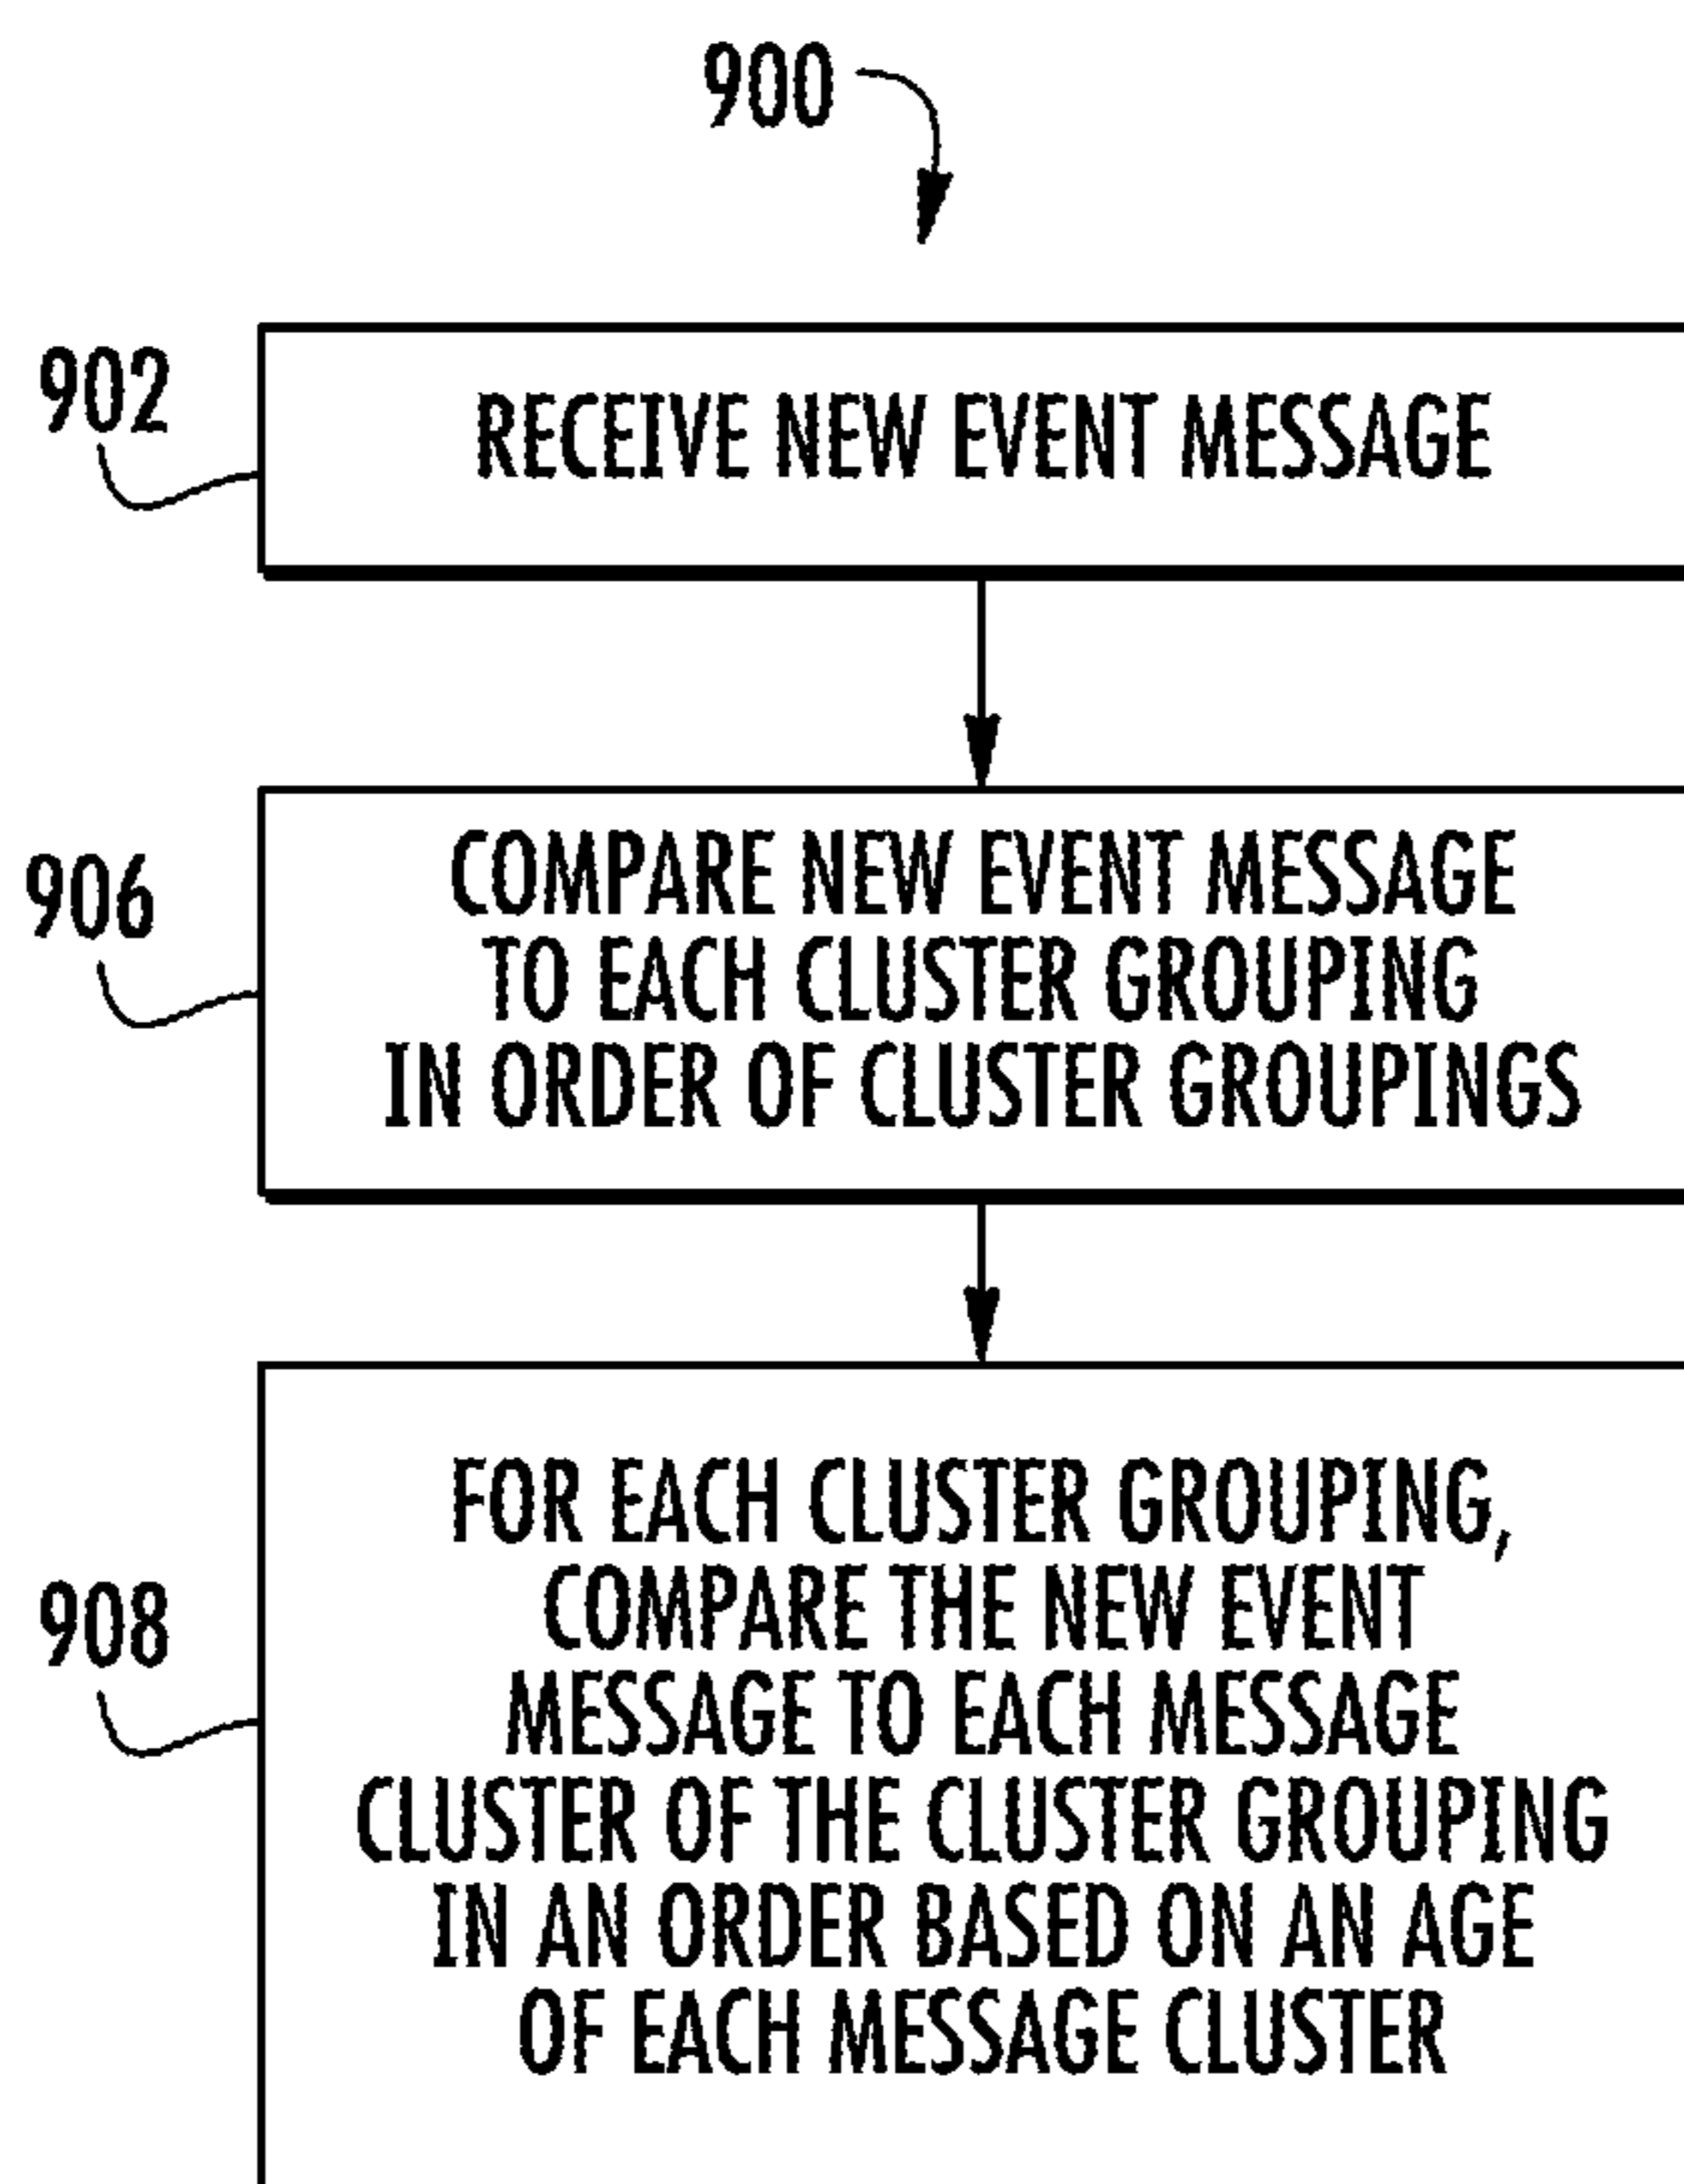 900
902
RECEIVE NEW EVENT MESSAGE
906
COMPARE NEW EVENT MESSAGE
TO EACH CLUSTER GROUPING
IN ORDER OF CLUSTER GROUPINGS
908
FOR EACH CLUSTER GROUPING,
COMPARE THE NEW EVENT
MESSAGE TO EACH MESSAGE
CLUSTER OF THE CLUSTER GROUPING
IN AN ORDER BASED ON AN AGE
OF EACH MESSAGE CLUSTER